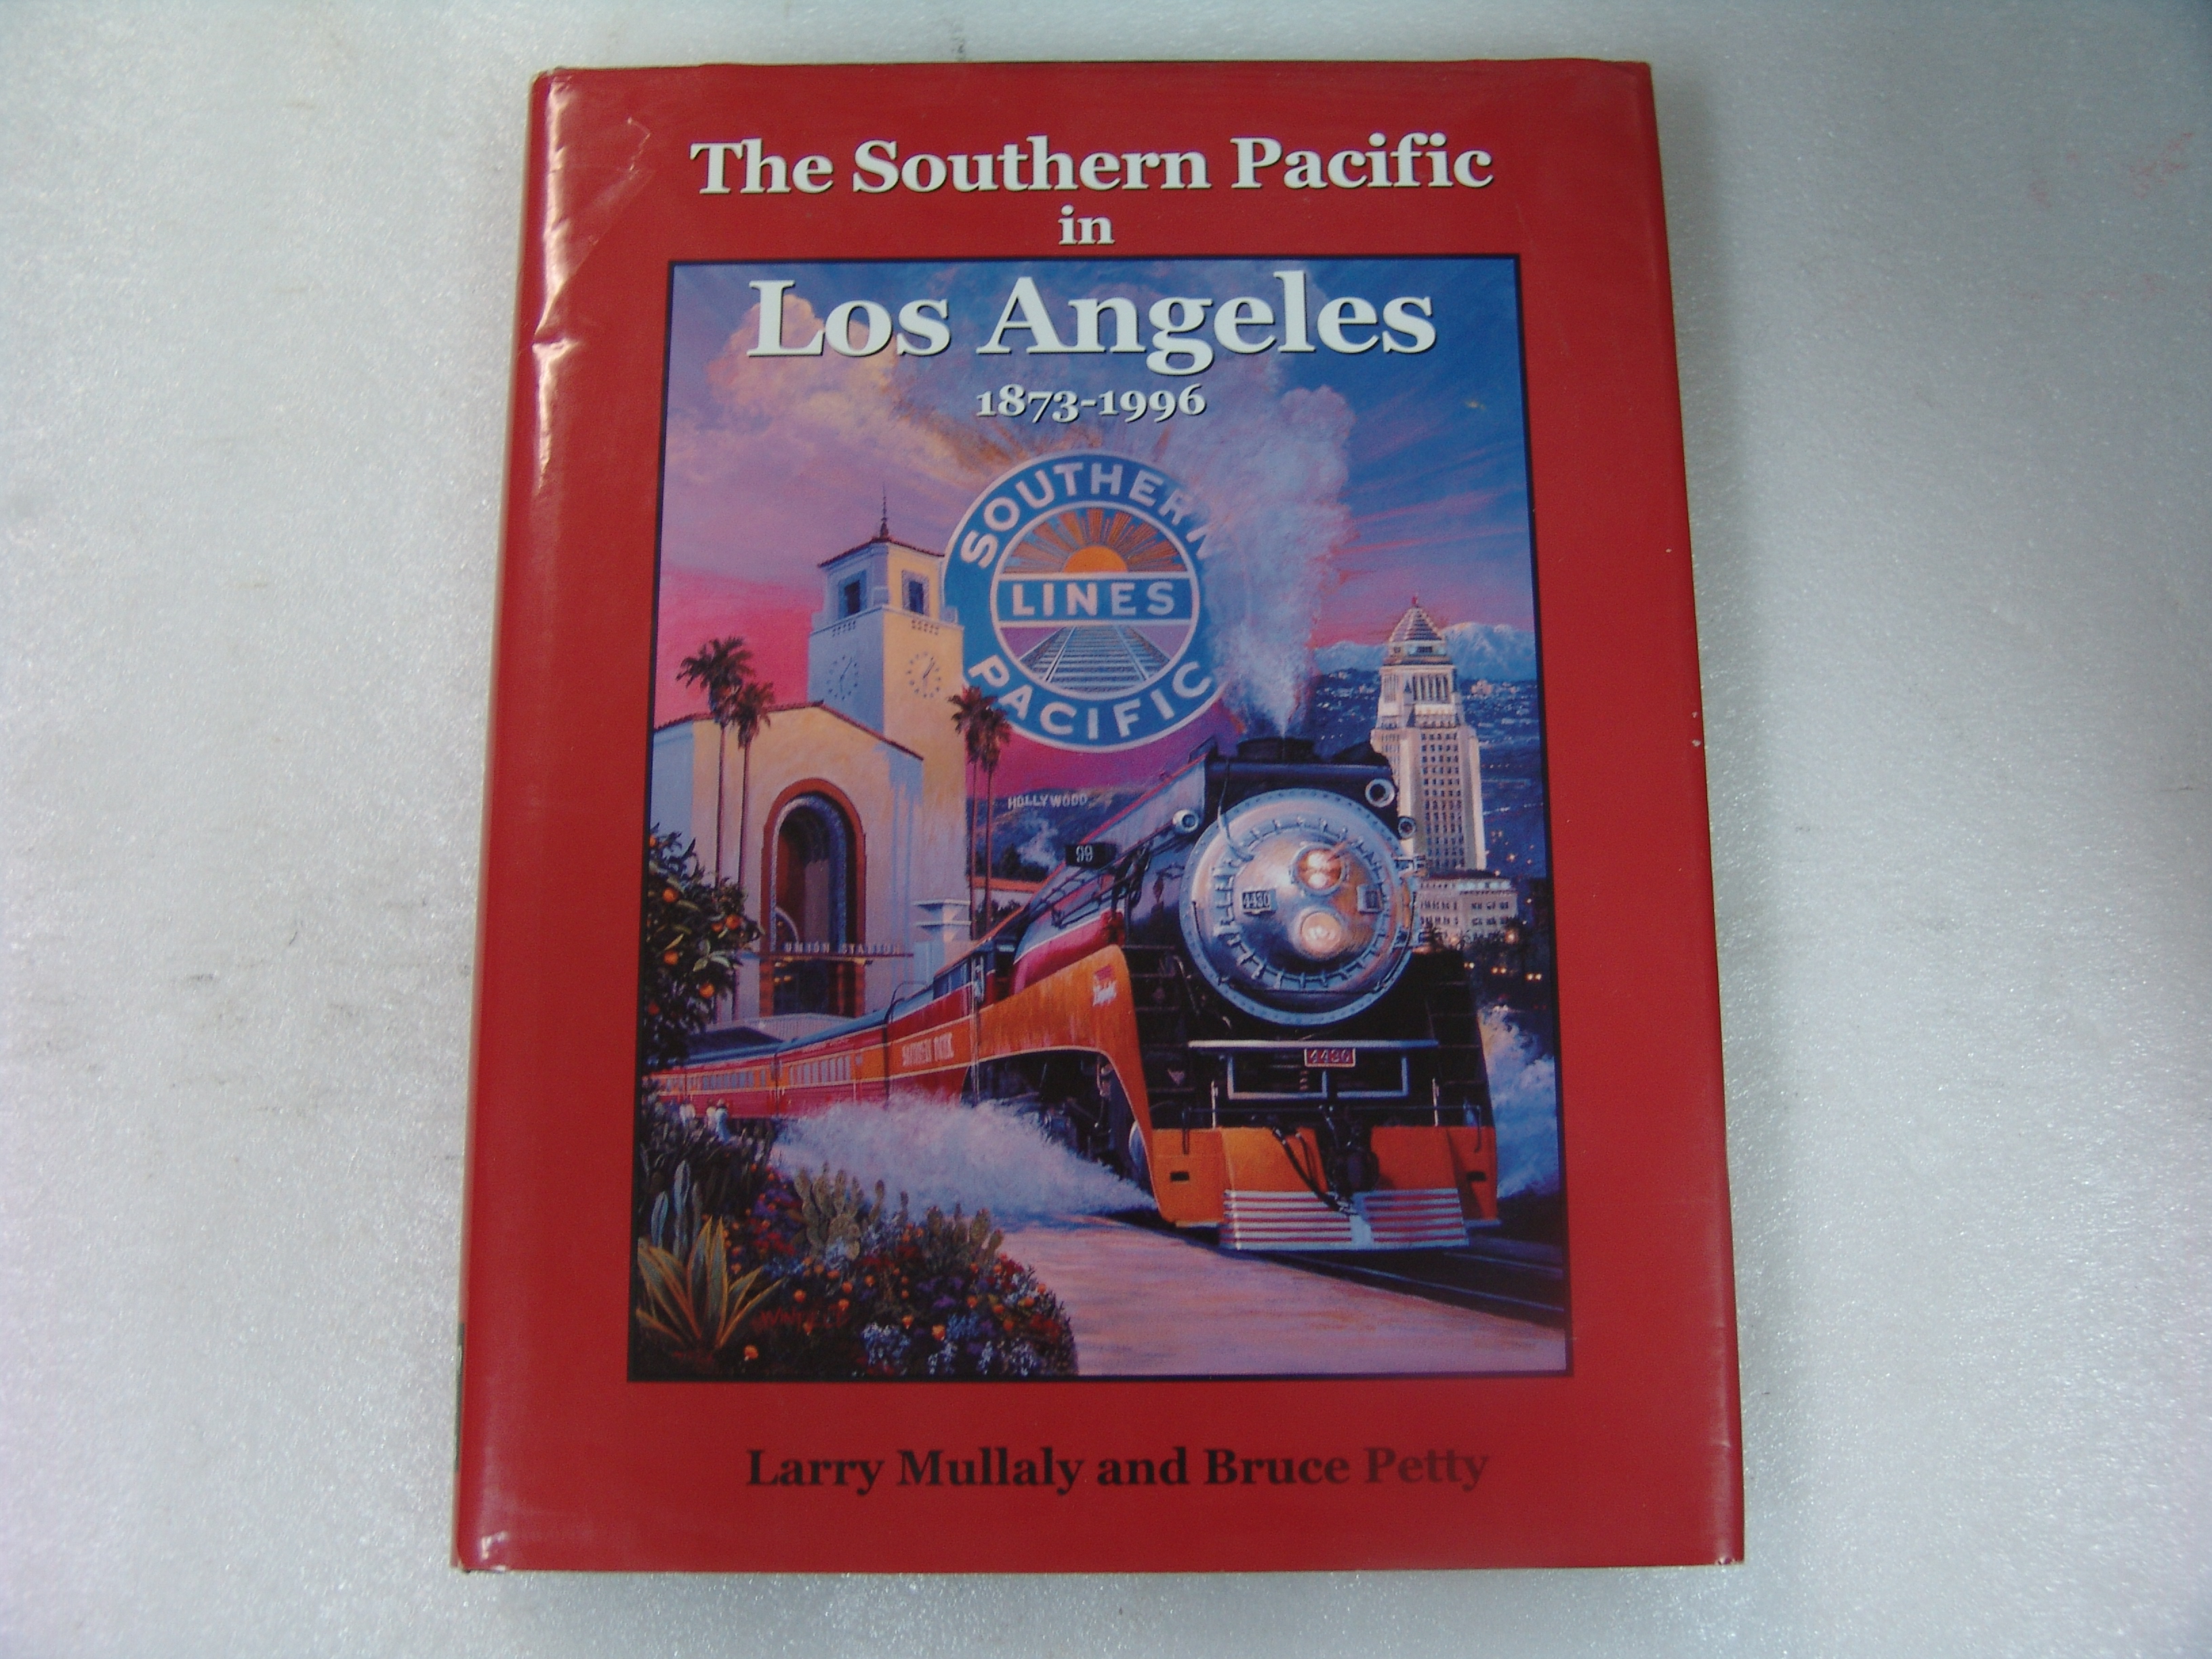 The Southern Pacific
in
Los Angeles
1873-1996
SOUTHERN
LINES
PACIFIC
HOLLYWOOD
99
4430
UNION STATION
4430
Larry Mullaly and Bruce Petty